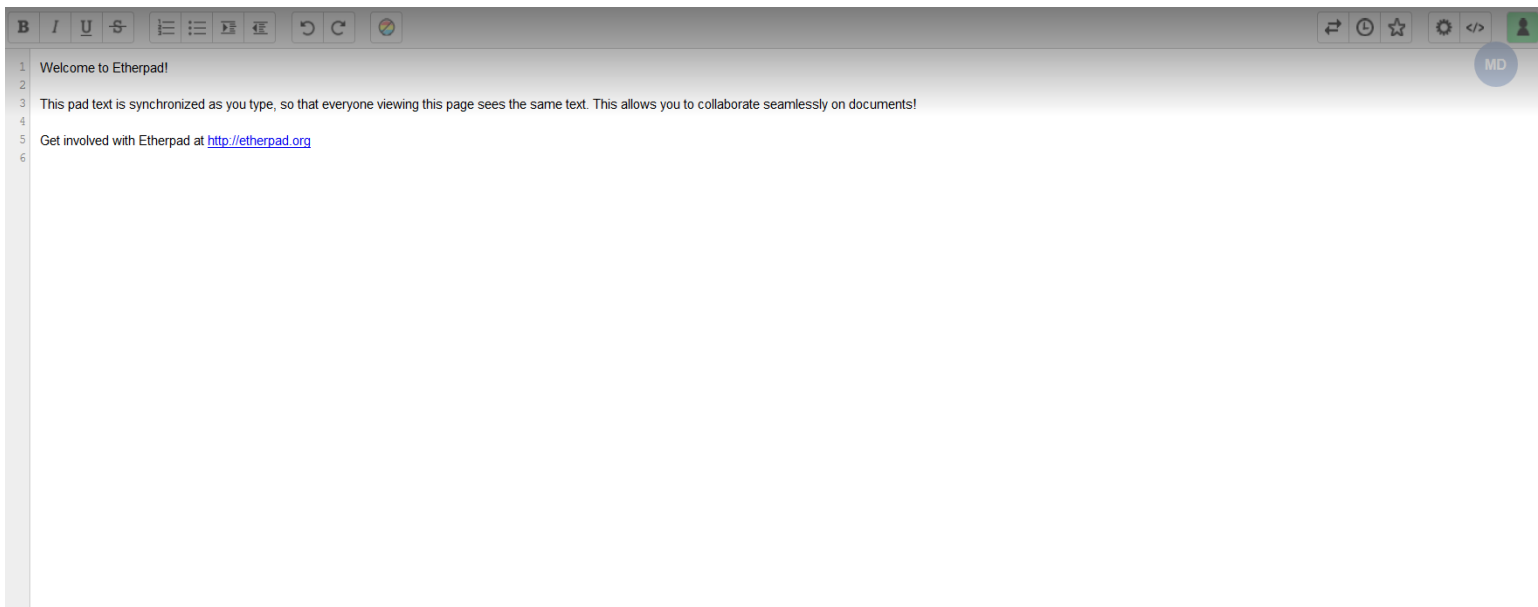 B I U S
MD
1 Welcome to Etherpad!
2
3 This pad text is synchronized as you type, so that everyone viewing this page sees the same text. This allows you to collaborate seamlessly on documents!
4
5 Get involved with Etherpad at http://etherpad.org
6